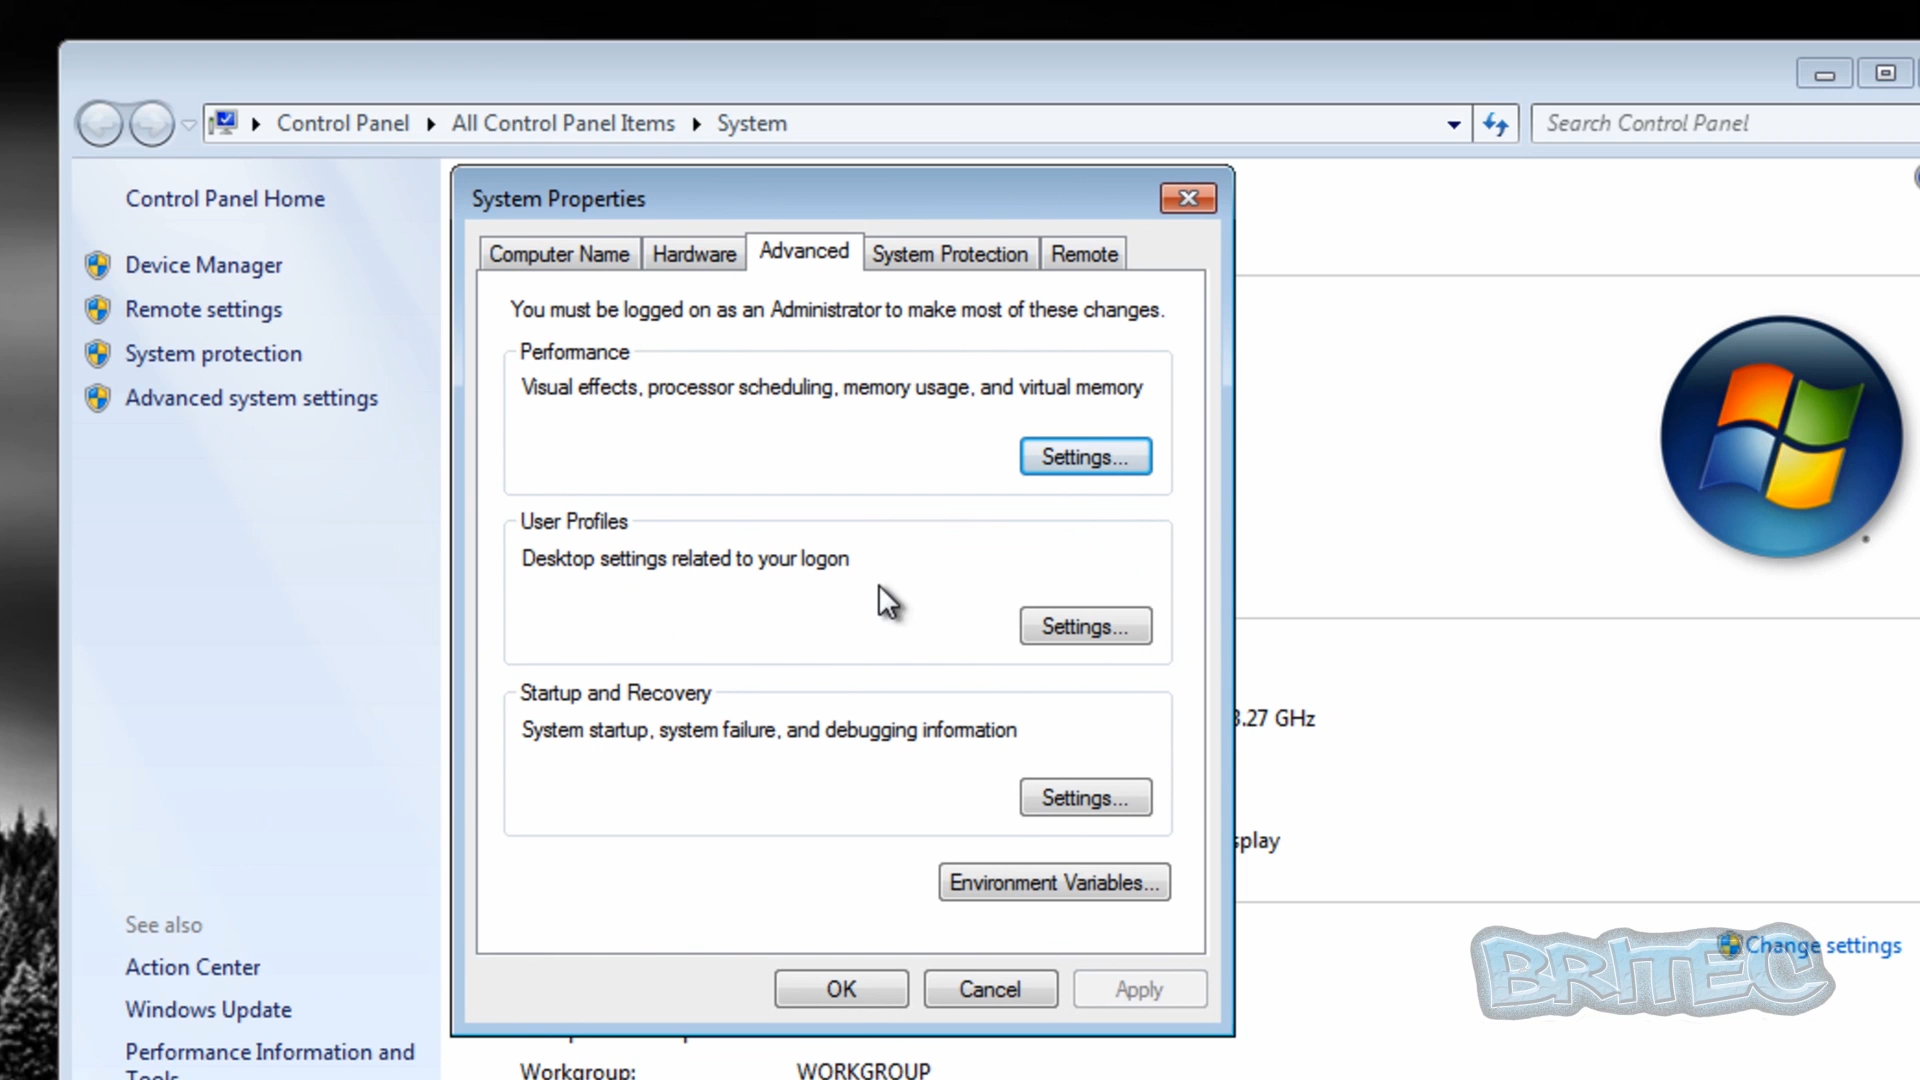 Control Panel
All Control Panel Items
System
Search Control Panel
Control Panel Home
Device Manager
Remote settings
System protection
Advanced system settings
See also
Action Center
Windows Update
Performance Information and
Tools
System Properties
Computer Name
Hardware
Advanced
System Protection
Remote
You must be logged on as an Administrator to make most of these changes.
Performance
Visual effects, processor scheduling, memory usage, and virtual memory
Settings...
User Profiles
Desktop settings related to your logon
Settings...
Startup and Recovery
System startup, system failure, and debugging information
Settings...
Environment Variables...
OK
Cancel
Apply
3.27 GHz
splay
Change settings
BRITEC
Workgroup:
WORKGROUP